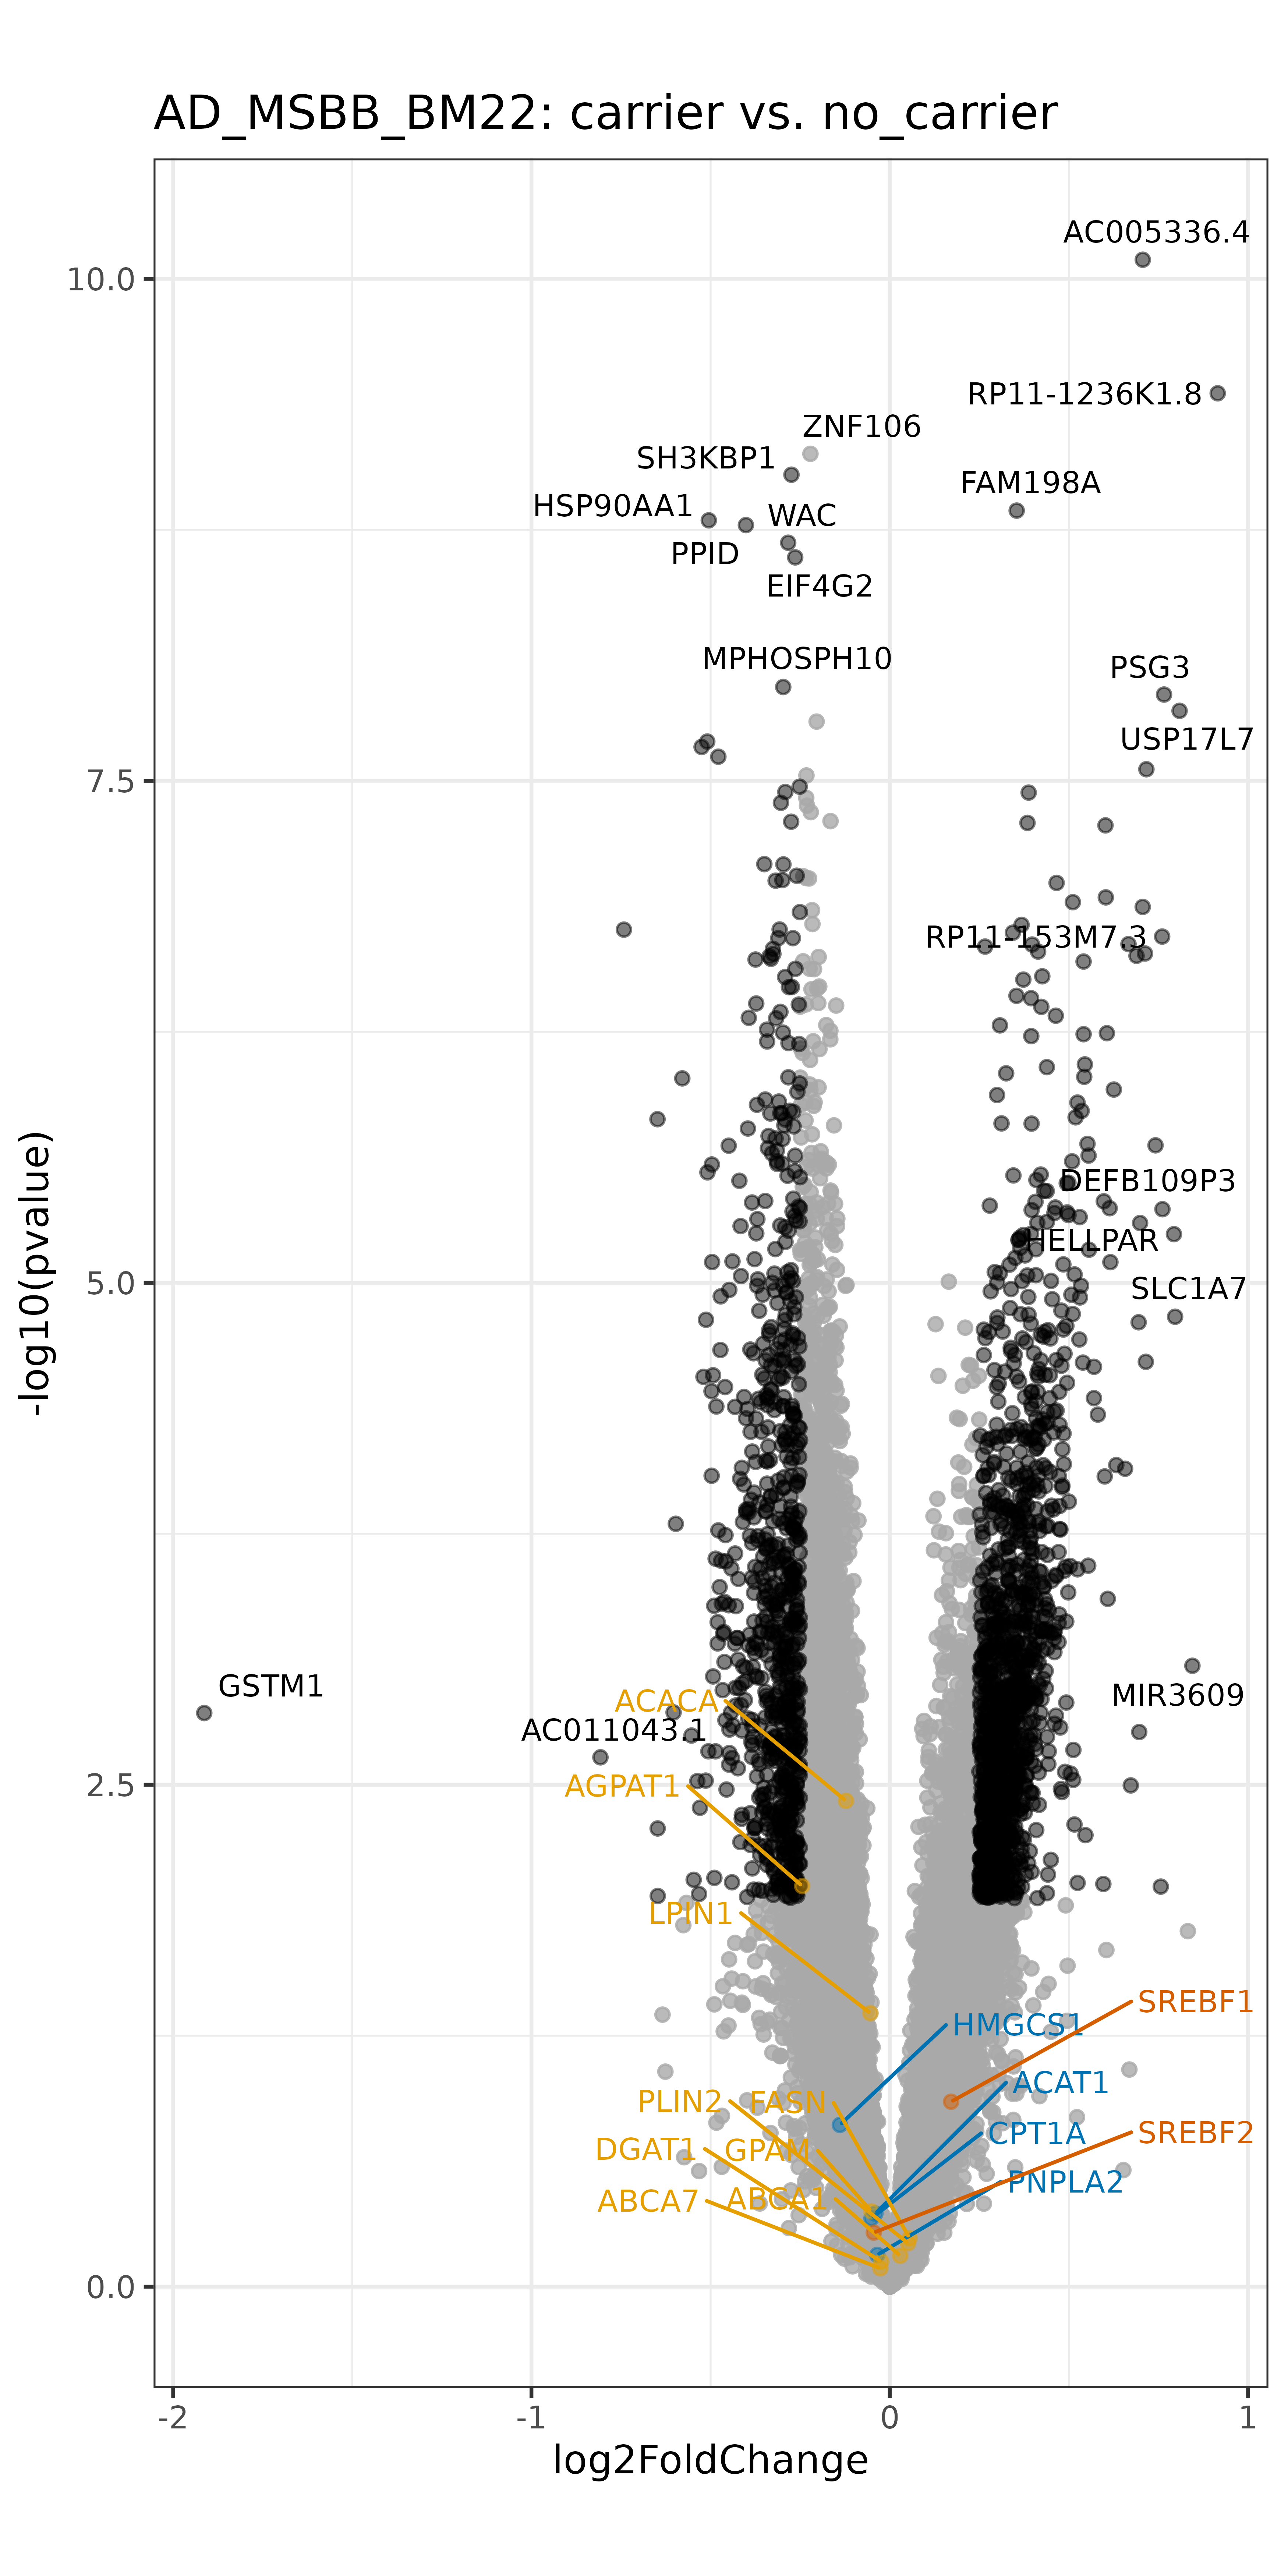 AD_MSBB_BM22: carrier vs. no_carrier
AC005336.4
10.0
RP11-1236K1.8
ZNF106
SH3KBP1
FAM198A
HSP90AA1
WAC
PPID
EIF4G2
MPHOSPH10
PSG3
USP17L7
7.5
RP11-153M7.3
DEFB109P3
HELLPAR
5.0
SLC1A7
-log10(pvalue)
GSTM1
MIR3609
ACACA
AC011043.1
2.5
AGPAT1
LPIN1
SREBF1
HMGCS1
ACAT1
PLIN2
FASN
CPT1A
SREBF2
DGAT1
GPAM
PNPLA2
ABCA7
ABCA1
0.0
-2
-1
0
1
log2FoldChange